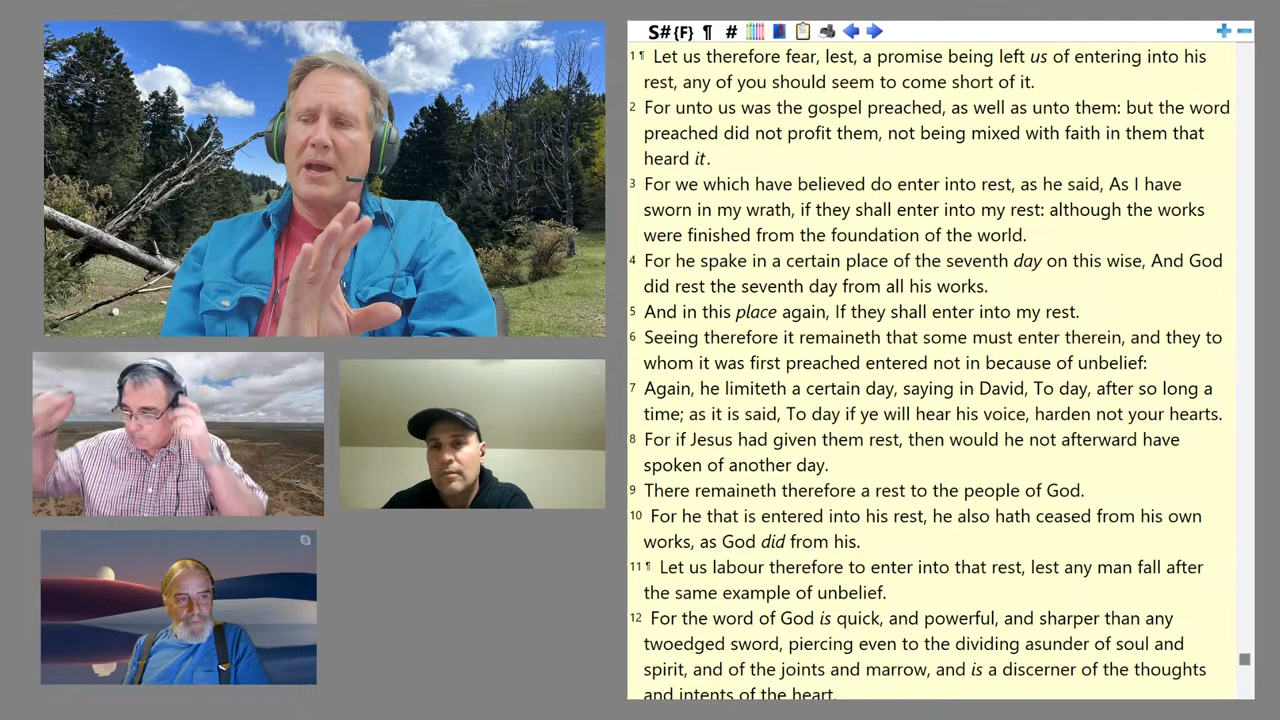 S# {F} ¶ #
1 ¶ Let us therefore fear, lest, a promise being left us of entering into his
rest, any of you should seem to come short of it.
2 For unto us was the gospel preached, as well as unto them: but the word
preached did not profit them, not being mixed with faith in them that
heard it.
3 For we which have believed do enter into rest, as he said, As I have
sworn in my wrath, if they shall enter into my rest: although the works
were finished from the foundation of the world.
4 For he spake in a certain place of the seventh day on this wise, And God
did rest the seventh day from all his works.
5 And in this place again, If they shall enter into my rest.
6 Seeing therefore it remaineth that some must enter therein, and they to
whom it was first preached entered not in because of unbelief:
7 Again, he limiteth a certain day, saying in David, To day, after so long a
time; as it is said, To day if ye will hear his voice, harden not your hearts.
8 For if Jesus had given them rest, then would he not afterward have
spoken of another day.
9 There remaineth therefore a rest to the people of God.
10 For he that is entered into his rest, he also hath ceased from his own
works, as God did from his.
11 ¶ Let us labour therefore to enter into that rest, lest any man fall after
the same example of unbelief.
12 For the word of God is quick, and powerful, and sharper than any
twoedged sword, piercing even to the dividing asunder of soul and
spirit, and of the joints and marrow, and is a discerner of the thoughts
and intents of the heart.